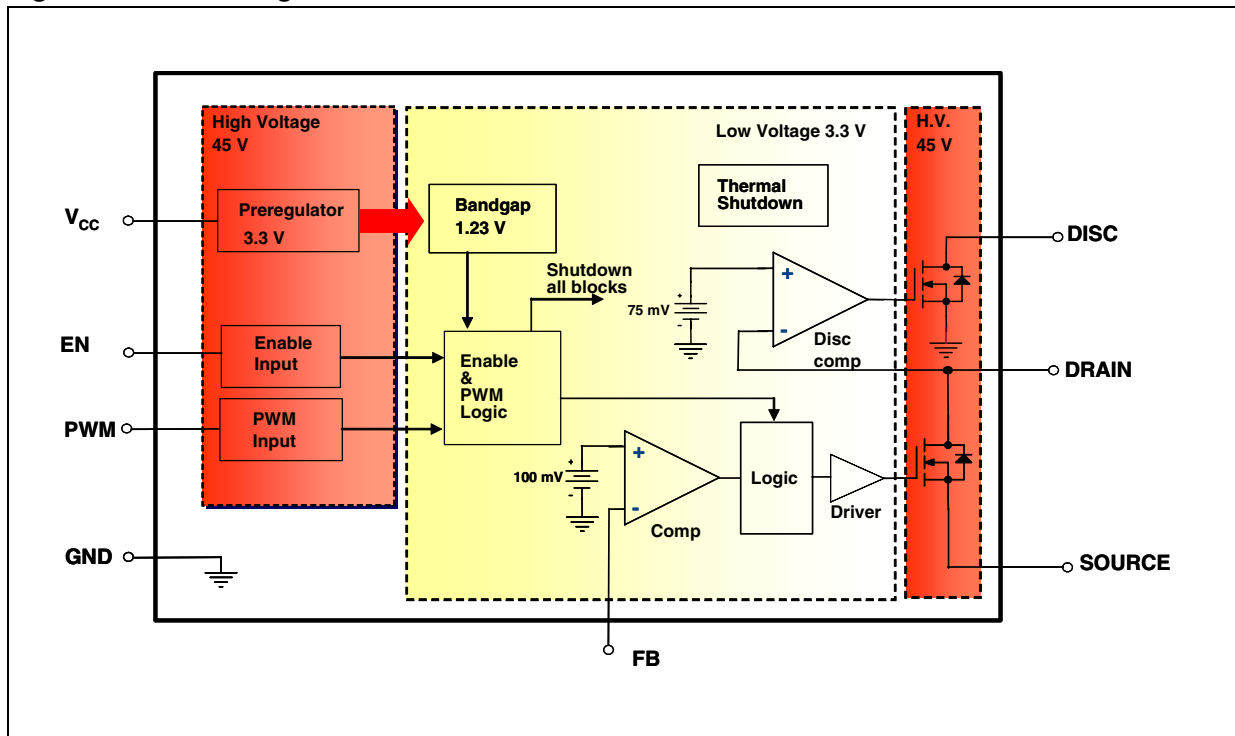 High Voltage
45 V
Low Voltage 3.3 V
H.V.
45 V
Thermal
Shutdown
VCC
Preregulator
3.3 V
Bandgap
1.23 V
DISC
Shutdown
all blocks
+
+
75 mV
-
-
Disc
comp
EN
Enable
Input
Enable
&
PWM
Logic
DRAIN
PWM
PWM
Input
+
+
100 mV
-
-
Comp
Logic
Driver
GND
SOURCE
FB